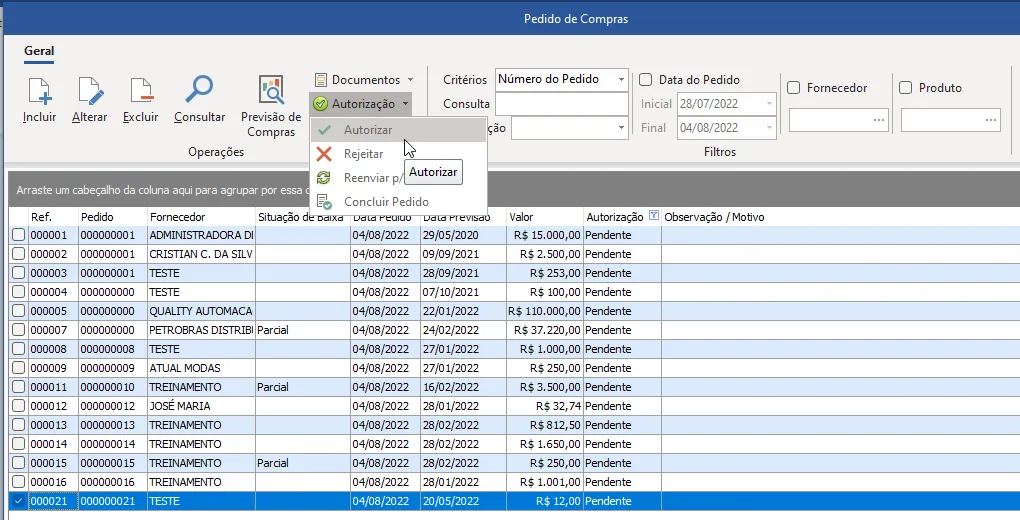 Pedido de Compras
Geral
Incluir
Alterar
Excluir
Consultar
Previsão de
Compras
Operações
Documentos
Autorização
Autorizar
Rejeitar
Reenviar p/
Concluir Pedido
Autorizar
Critérios Número do Pedido
Consulta
ção
Data do Pedido
Inicial 28/07/2022
Final 04/08/2022
Fornecedor
...
Produto
...
Filtros
Arraste um cabeçalho da coluna aqui para agrupar por essa c
Ref. Pedido Fornecedor Situação de Baixa Data Pedido Data Previsão Valor Autorização Observação / Motivo
000001 000000001 ADMINISTRADORA DI 04/08/2022 29/05/2020 R$ 15.000,00 Pendente
000002 000000001 CRISTIAN C. DA SILV 04/08/2022 09/09/2021 R$ 2.500,00 Pendente
000003 000000001 TESTE 04/08/2022 28/09/2021 R$ 253,00 Pendente
000004 000000000 TESTE 04/08/2022 07/10/2021 R$ 100,00 Pendente
000005 000000000 QUALITY AUTOMACA 04/08/2022 22/01/2022 R$ 110.000,00 Pendente
000007 000000000 PETROBRAS DISTRIBU Parcial 04/08/2022 24/02/2022 R$ 37.220,00 Pendente
000008 000000008 TESTE 04/08/2022 27/01/2022 R$ 1.000,00 Pendente
000009 000000009 ATUAL MODAS 04/08/2022 27/01/2022 R$ 250,00 Pendente
000011 000000010 TREINAMENTO Parcial 04/08/2022 16/02/2022 R$ 3.500,00 Pendente
000012 000000012 JOSÉ MARIA 04/08/2022 28/01/2022 R$ 32,74 Pendente
000013 000000013 TREINAMENTO 04/08/2022 28/02/2022 R$ 812,50 Pendente
000014 000000014 TREINAMENTO 04/08/2022 28/02/2022 R$ 1.650,00 Pendente
000015 000000015 TREINAMENTO Parcial 04/08/2022 28/02/2022 R$ 250,00 Pendente
000016 000000016 TREINAMENTO 04/08/2022 28/01/2022 R$ 1.001,00 Pendente
000021 000000021 TESTE 04/08/2022 20/05/2022 R$ 12,00 Pendente